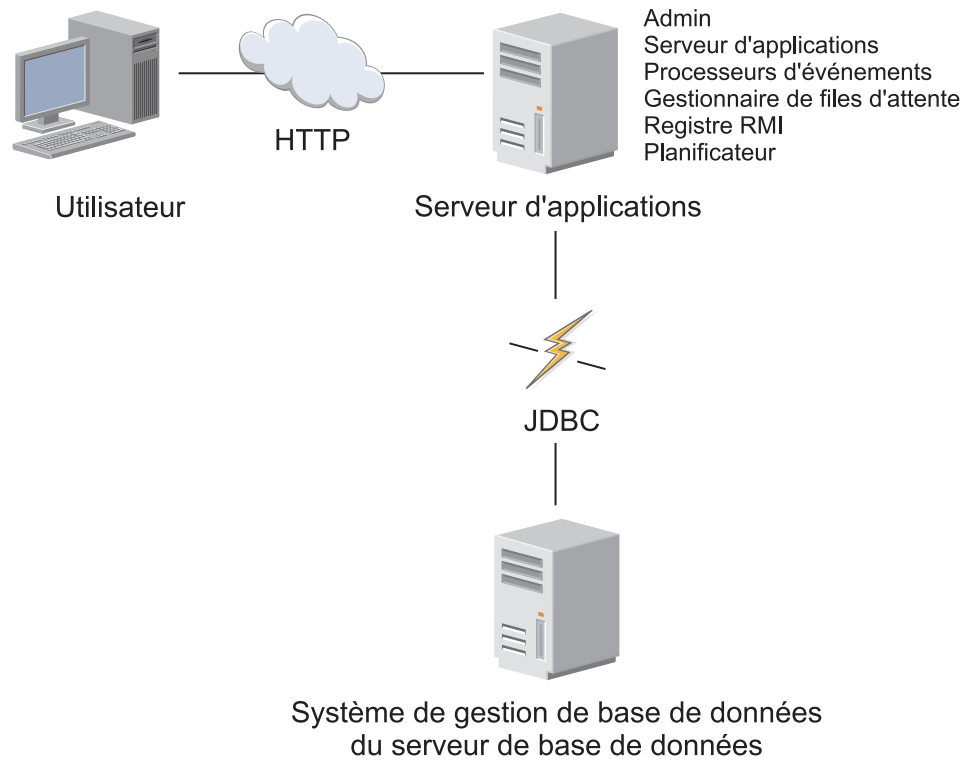 Admin
Serveur d'applications
Processeurs d'événements
Gestionnaire de files d'attente
Registre RMI
Planificateur
HTTP
Utilisateur
Serveur d'applications
JDBC
Système de gestion de base de données
du serveur de base de données